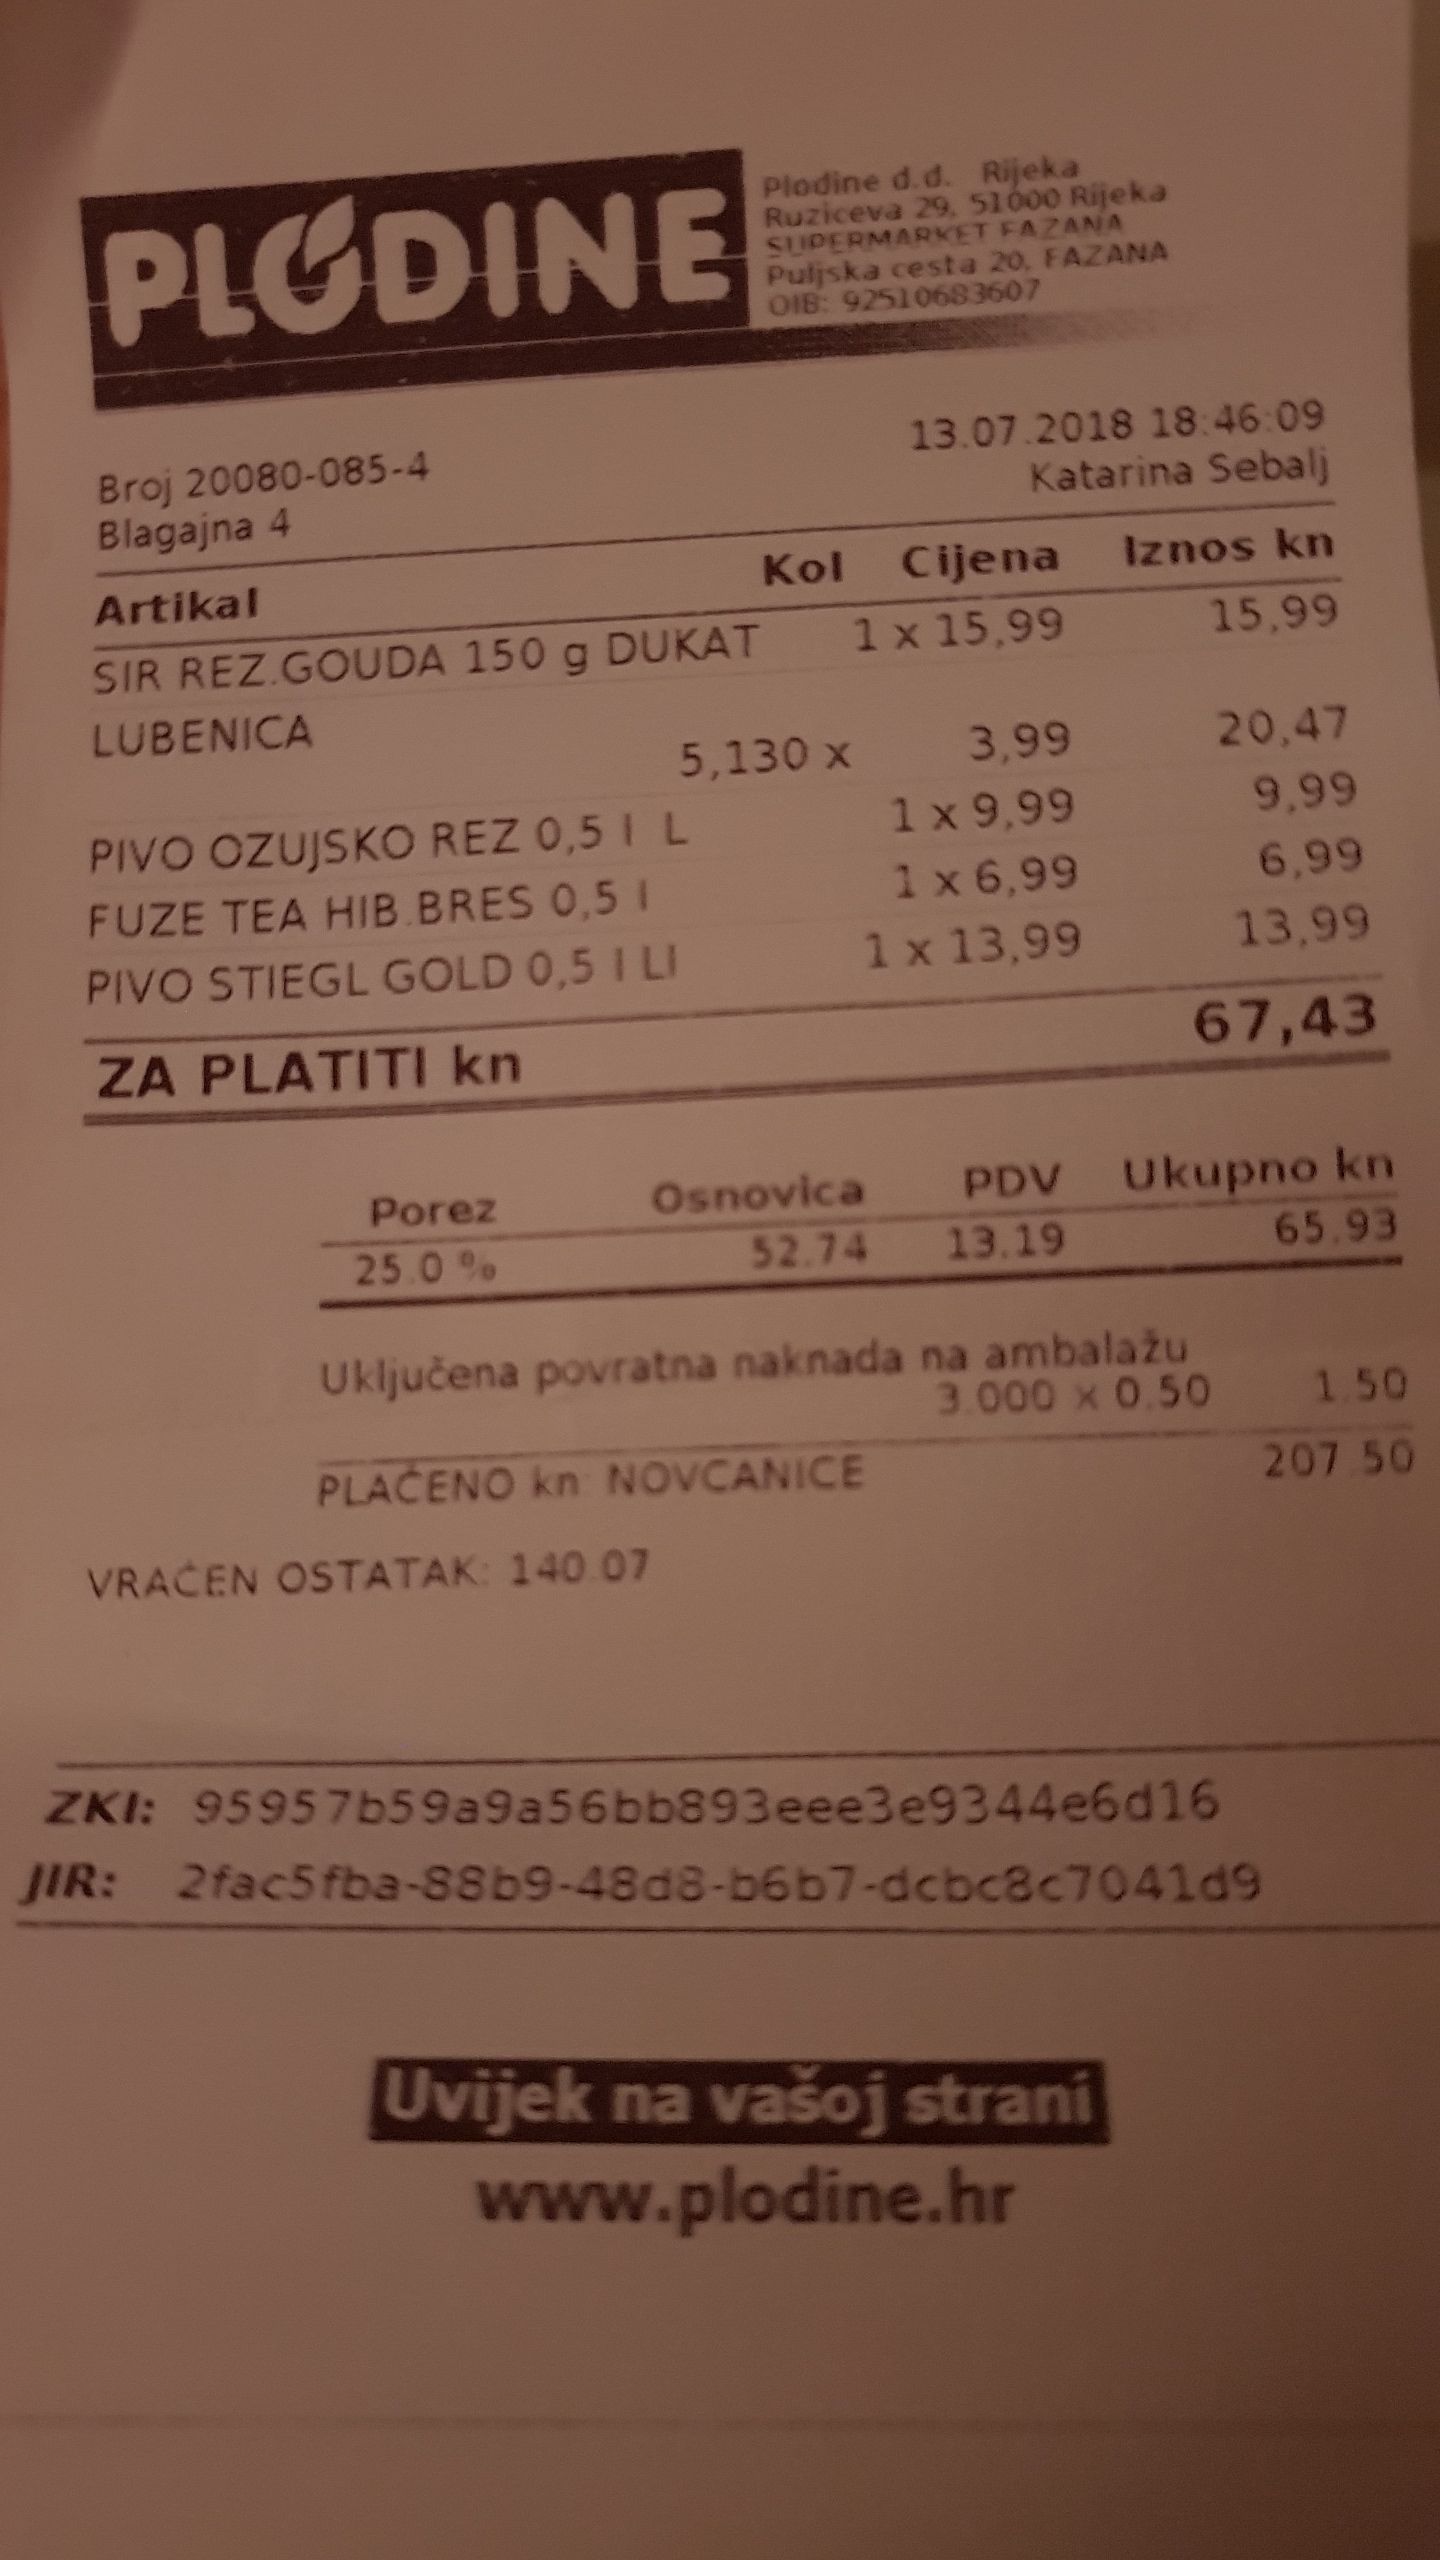 PLODINE
Plodine d.d. Rijeka
Ruziceva 29, 51000 Rijeka
SUPERMARKET FAZANA
Puljska cesta 20, FAZANA
OIB: 92510683607
13.07.2018 18:46:09
Broj 20080-085-4
Katarina Sebalj
Blagajna 4
Artikal Kol Cijena Iznos kn
SIR REZ.GOUDA 150 g DUKAT 1 x 15,99 15,99
LUBENICA
5,130 x 3,99 20,47
PIVO OZUJSKO REZ 0,5 l L 1 x 9,99 9,99
FUZE TEA HIB.BRES 0,5 l 1 x 6,99 6,99
PIVO STIEGL GOLD 0,5 l LI 1 x 13,99 13,99
ZA PLATITI kn 67,43
Porez Osnovica PDV Ukupno kn
25.0 % 52.74 13.19 65.93
Uključena povratna naknada na ambalažu
3.000 x 0.50 1.50
PLAĆENO kn: NOVCANICE 207.50
VRAĆEN OSTATAK: 140.07
ZKI: 95957b59a9a56bb893eee3e9344e6d16
JIR: 2fac5fba-88b9-48d8-b6b7-dcbc8c7041d9
Uvijek na vašoj strani
www.plodine.hr